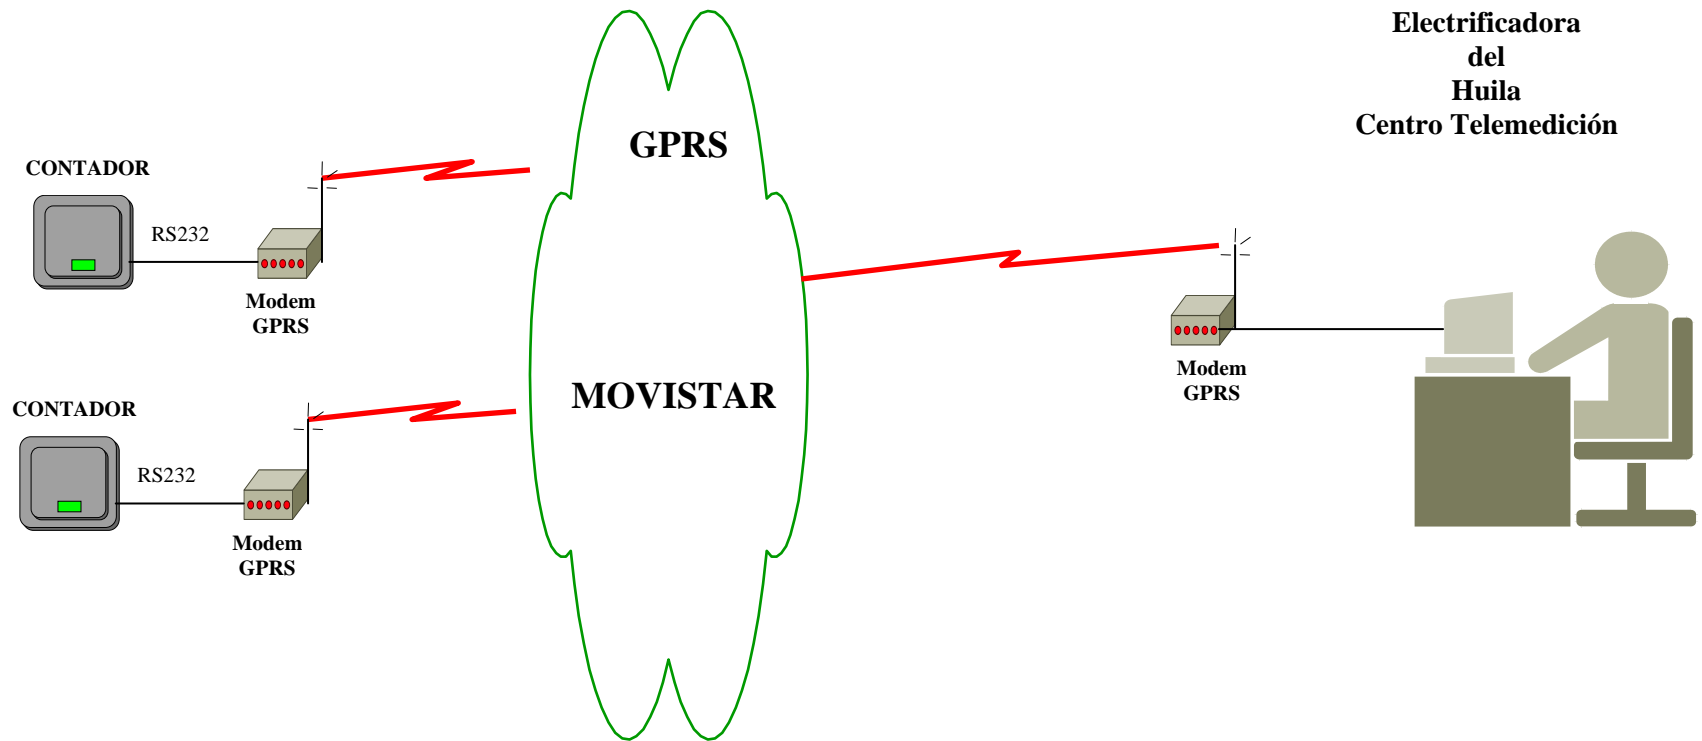 Electrificadora
del
Huila
Centro Telemedición
GPRS
MOVISTAR
CONTADOR
RS232
Modem
GPRS
CONTADOR
RS232
Modem
GPRS
Modem
GPRS